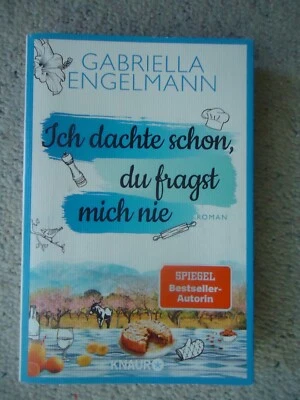 GABRIELLA
ENGELMANN
Ich dachte schon,
du fragst
mich nie
ROMAN
SPIEGEL
Bestseller-
Autorin
KNAUR